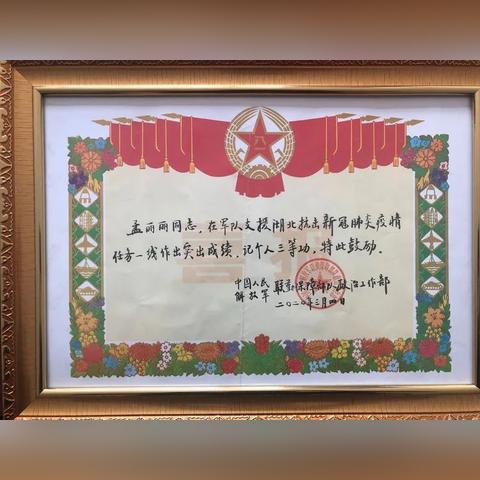 八一
孟丽丽同志，在军队支援湖北抗击新冠肺炎疫情
任务一线作出突出成绩，记个人三等功，特此鼓励。
中国人民
解放军
联勤保障部队政治工作部
二〇二〇年三月四日